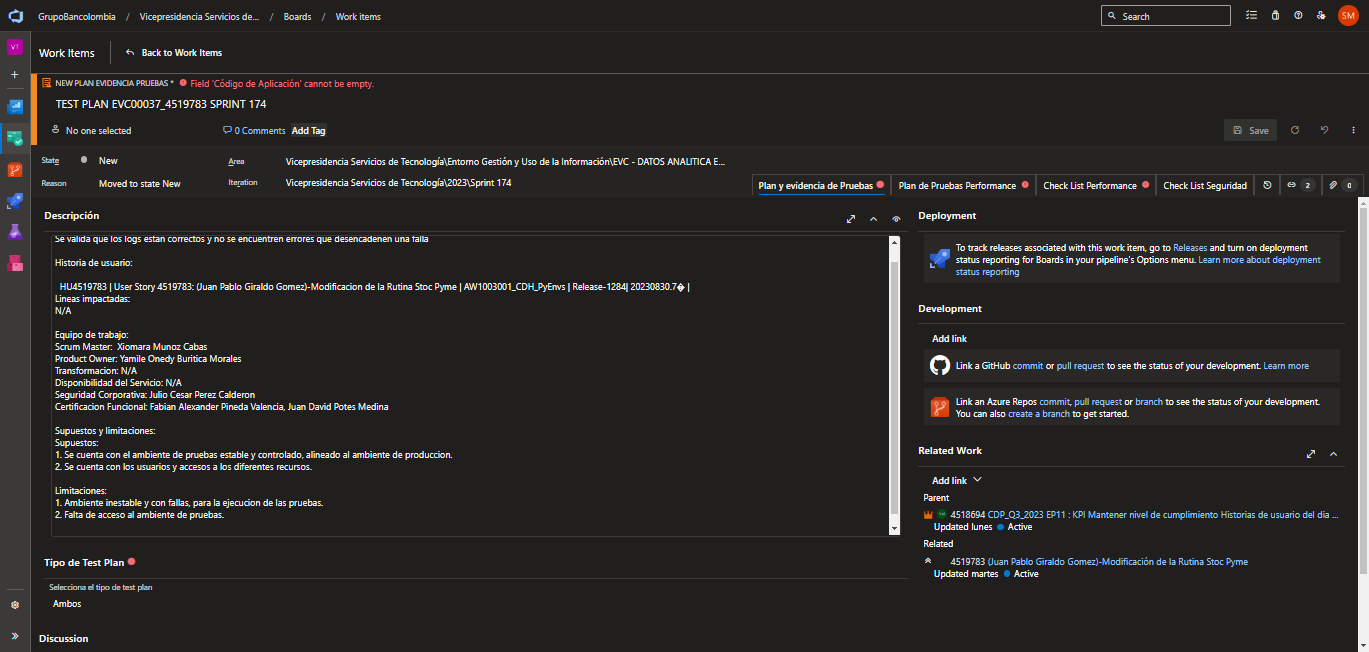 GrupoBancolombia / Vicepresidencia Servicios de... / Boards / Work items
Search
SM
VT
Work Items
Back to Work Items
NEW PLAN EVIDENCIA PRUEBAS * Field 'Código de Aplicación' cannot be empty.
TEST PLAN EVC00037_4519783 SPRINT 174
No one selected
0 Comments
Add Tag
Save
State
New
Area
Vicepresidencia Servicios de Tecnología\Entorno Gestión y Uso de la Información\EVC - DATOS ANALITICA E...
Reason
Moved to state New
Iteration
Vicepresidencia Servicios de Tecnología\2023\Sprint 174
Plan y evidencia de Pruebas
Plan de Pruebas Performance
Check List Performance
Check List Seguridad
2
0
Descripción
Se valida que los logs estan correctos y no se encuentren errores que desencadenen una falla
Historia de usuario:
HU4519783 | User Story 4519783: (Juan Pablo Giraldo Gomez)-Modificacion de la Rutina Stoc Pyme | AW1003001_CDH_PyEnvs | Release-1284| 20230830.7� |
Lineas impactadas:
N/A
Equipo de trabajo:
Scrum Master: Xiomara Munoz Cabas
Product Owner: Yamile Onedy Buritica Morales
Transformacion: N/A
Disponibilidad del Servicio: N/A
Seguridad Corporativa: Julio Cesar Perez Calderon
Certificacion Funcional: Fabian Alexander Pineda Valencia, Juan David Potes Medina
Supuestos y limitaciones:
Supuestos:
1. Se cuenta con el ambiente de pruebas estable y controlado, alineado al ambiente de produccion.
2. Se cuenta con los usuarios y accesos a los diferentes recursos.
Limitaciones:
1. Ambiente inestable y con fallas, para la ejecucion de las pruebas.
2. Falta de acceso al ambiente de pruebas.
Tipo de Test Plan
Selecciona el tipo de test plan
Ambos
Discussion
Deployment
To track releases associated with this work item, go to Releases and turn on deployment
status reporting for Boards in your pipeline's Options menu. Learn more about deployment
status reporting
Development
Add link
Link a GitHub commit or pull request to see the status of your development. Learn more
Link an Azure Repos commit, pull request or branch to see the status of your development.
You can also create a branch to get started.
Related Work
Add link
Parent
4518694 CDP_Q3_2023 EP11 : KPI Mantener nivel de cumplimiento Historias de usuario del día ...
Updated lunes Active
Related
4519783 (Juan Pablo Giraldo Gomez)-Modificación de la Rutina Stoc Pyme
Updated martes Active